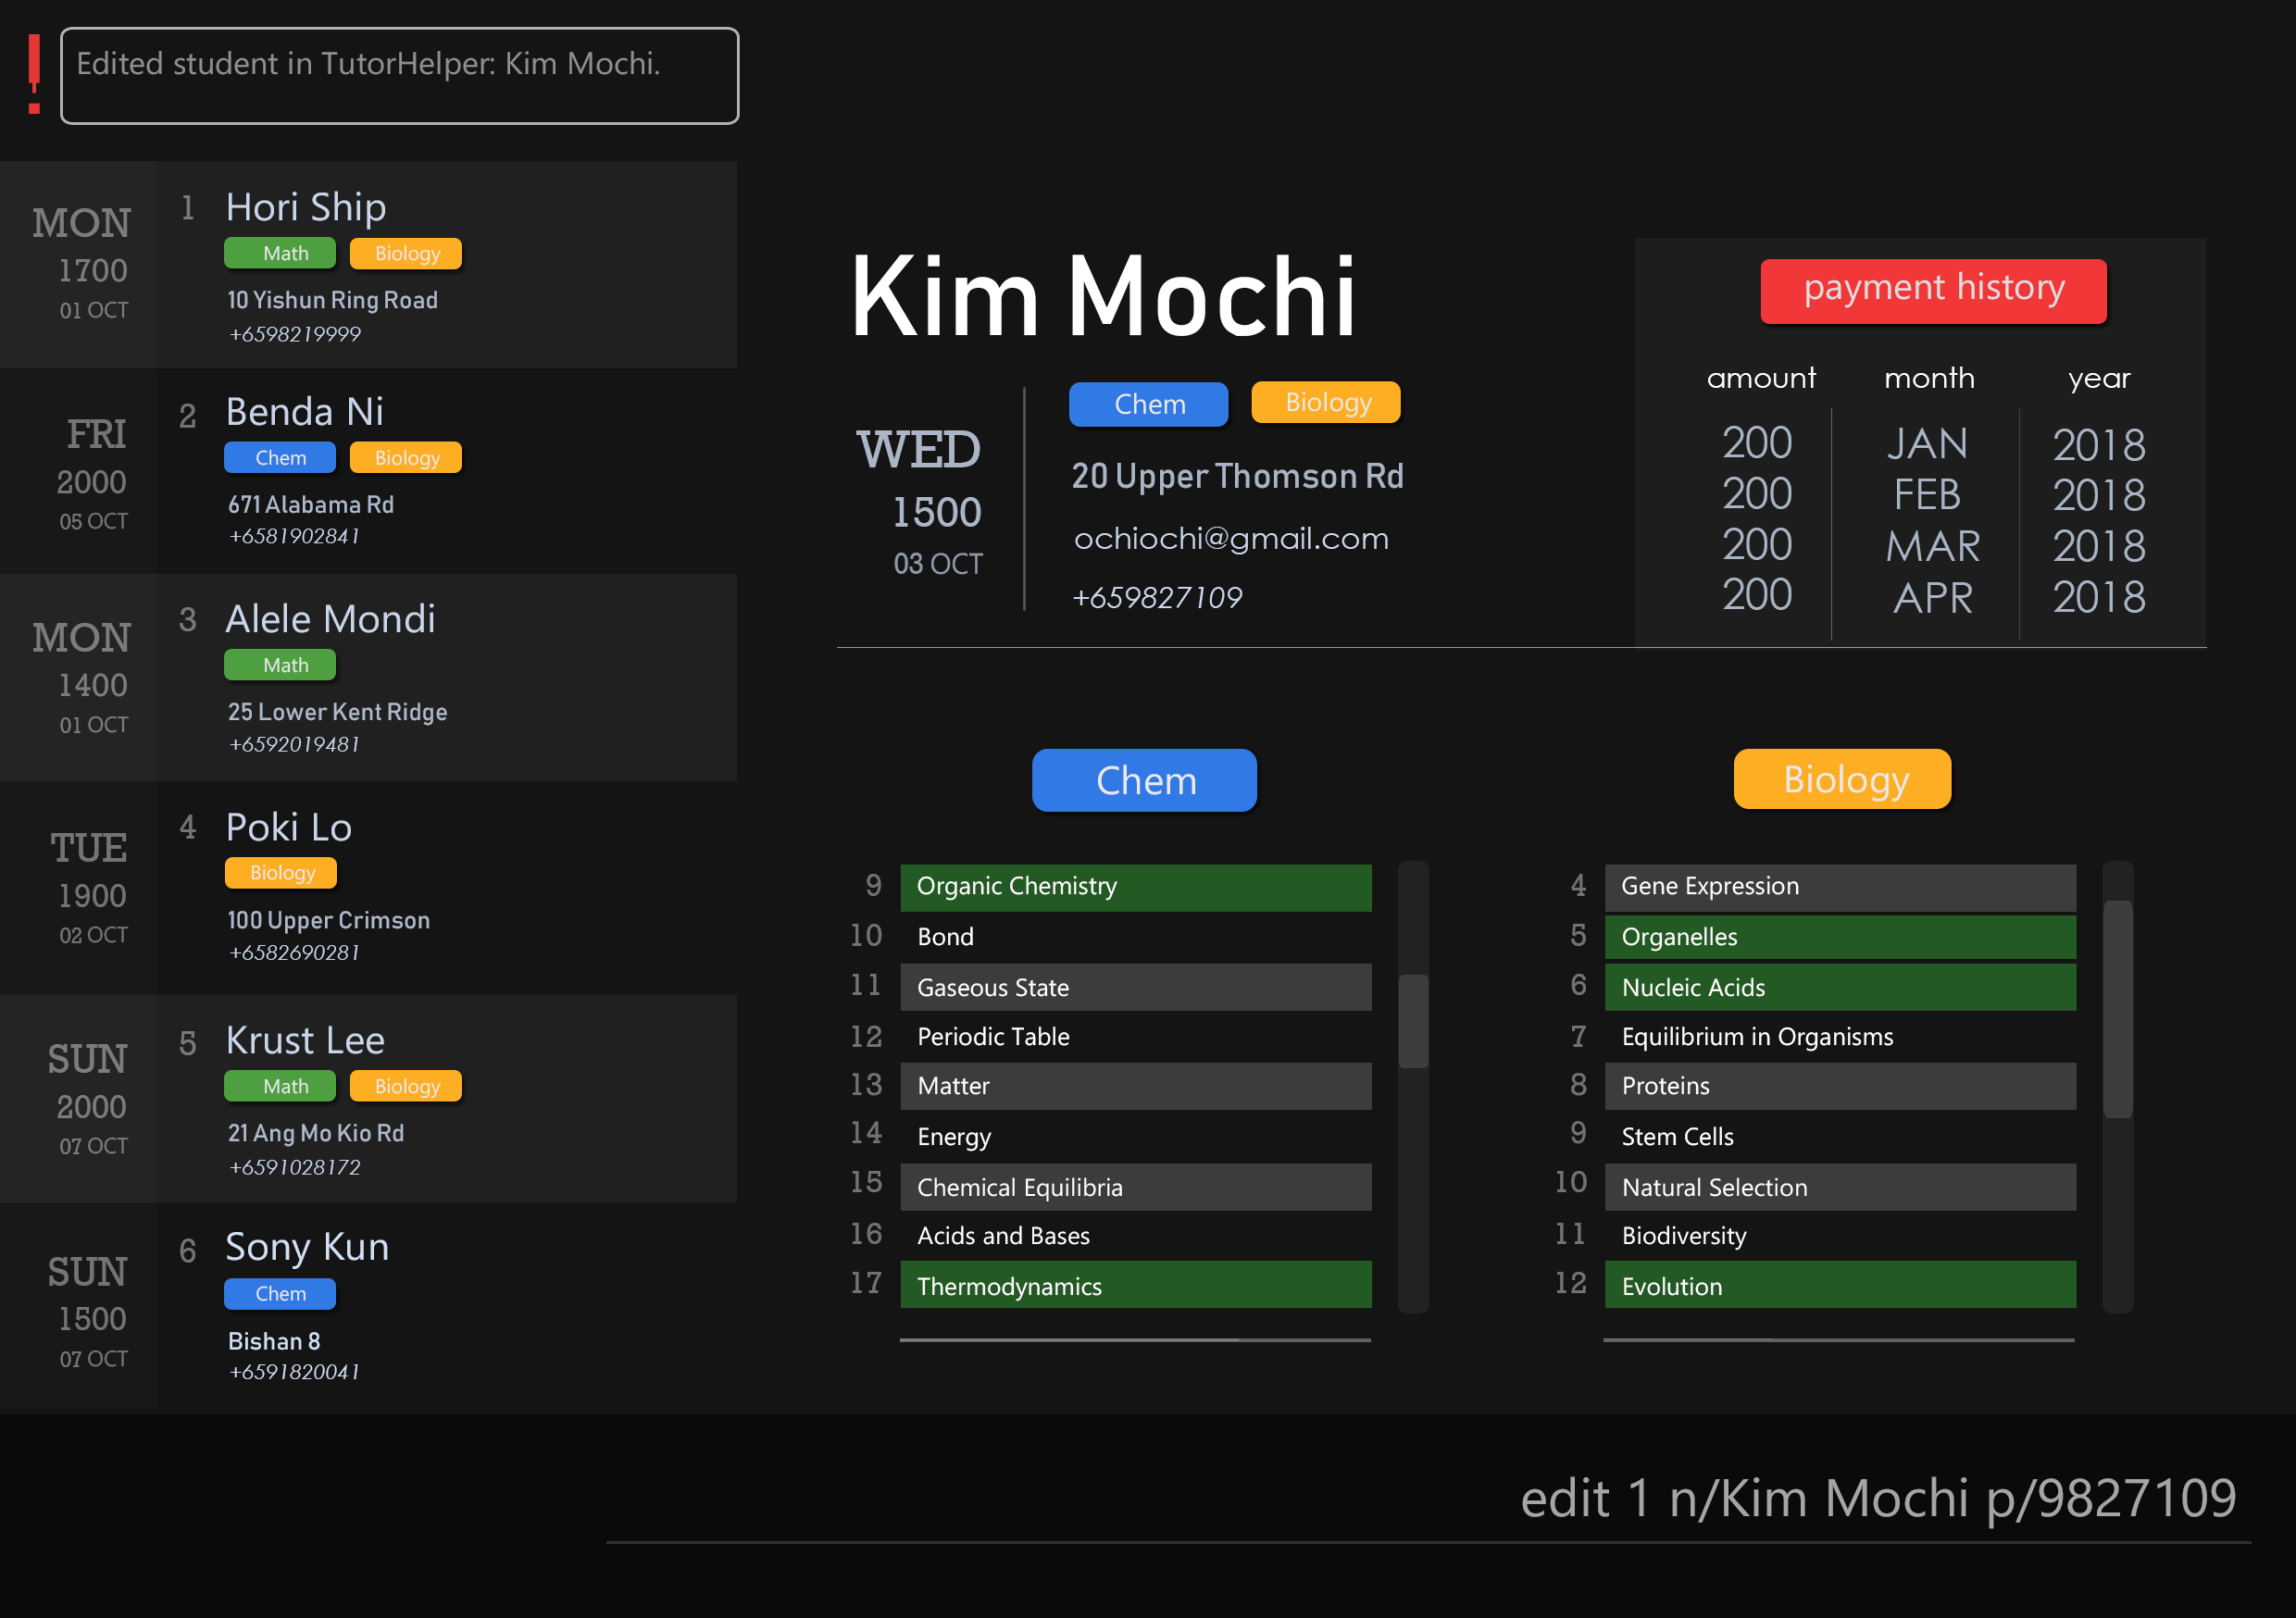 Edited student in TutorHelper: Kim Mochi.
MON
1700
01 OCT
1 Hori Ship
Math Biology
10 Yishun Ring Road
+6598219999
FRI
2000
05 OCT
2 Benda Ni
Chem Biology
671 Alabama Rd
+6581902841
MON
1400
01 OCT
3 Alele Mondi
Math
25 Lower Kent Ridge
+6592019481
TUE
1900
02 OCT
4 Poki Lo
Biology
100 Upper Crimson
+6582690281
SUN
2000
07 OCT
5 Krust Lee
Math Biology
21 Ang Mo Kio Rd
+6591028172
SUN
1500
07 OCT
6 Sony Kun
Chem
Bishan 8
+6591820041
Kim Mochi
WED
1500
03 OCT
Chem Biology
20 Upper Thomson Rd
ochiochi@gmail.com
+659827109
payment history
amount month year
200 JAN 2018
200 FEB 2018
200 MAR 2018
200 APR 2018
Chem
9 Organic Chemistry
10 Bond
11 Gaseous State
12 Periodic Table
13 Matter
14 Energy
15 Chemical Equilibria
16 Acids and Bases
17 Thermodynamics
Biology
4 Gene Expression
5 Organelles
6 Nucleic Acids
7 Equilibrium in Organisms
8 Proteins
9 Stem Cells
10 Natural Selection
11 Biodiversity
12 Evolution
edit 1 n/Kim Mochi p/9827109